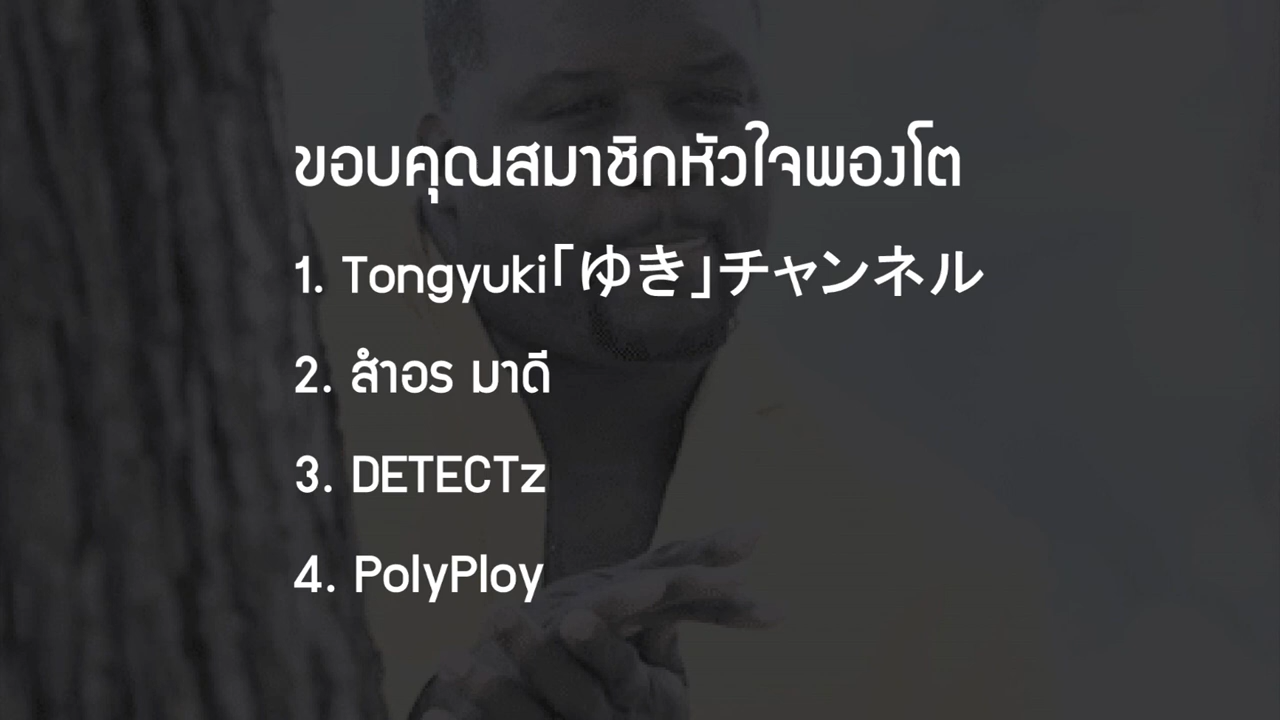 ขอบคุณสมาชิกหัวใจพองโต
1. Tongyuki「ゆき」チャンネル
2. สำอร มาดี
3. DETECTz
4. PolyPloy